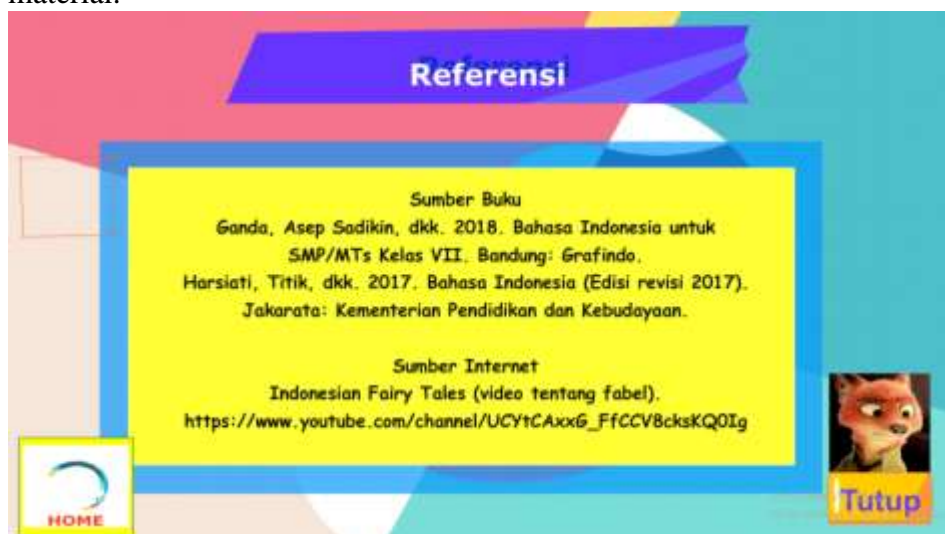 material.
Referensi
Sumber Buku
Ganda, Asep Sadikin, dkk. 2018. Bahasa Indonesia untuk
SMP/MTs Kelas VII. Bandung: Grafindo.
Harsiati, Titik, dkk. 2017. Bahasa Indonesia (Edisi revisi 2017).
Jakarata: Kementerian Pendidikan dan Kebudayaan.
Sumber Internet
Indonesian Fairy Tales (video tentang fabel).
https://www.youtube.com/channel/UCYtCAxxG_FfCCV8cksKQ0Ig
HOME
Tutup